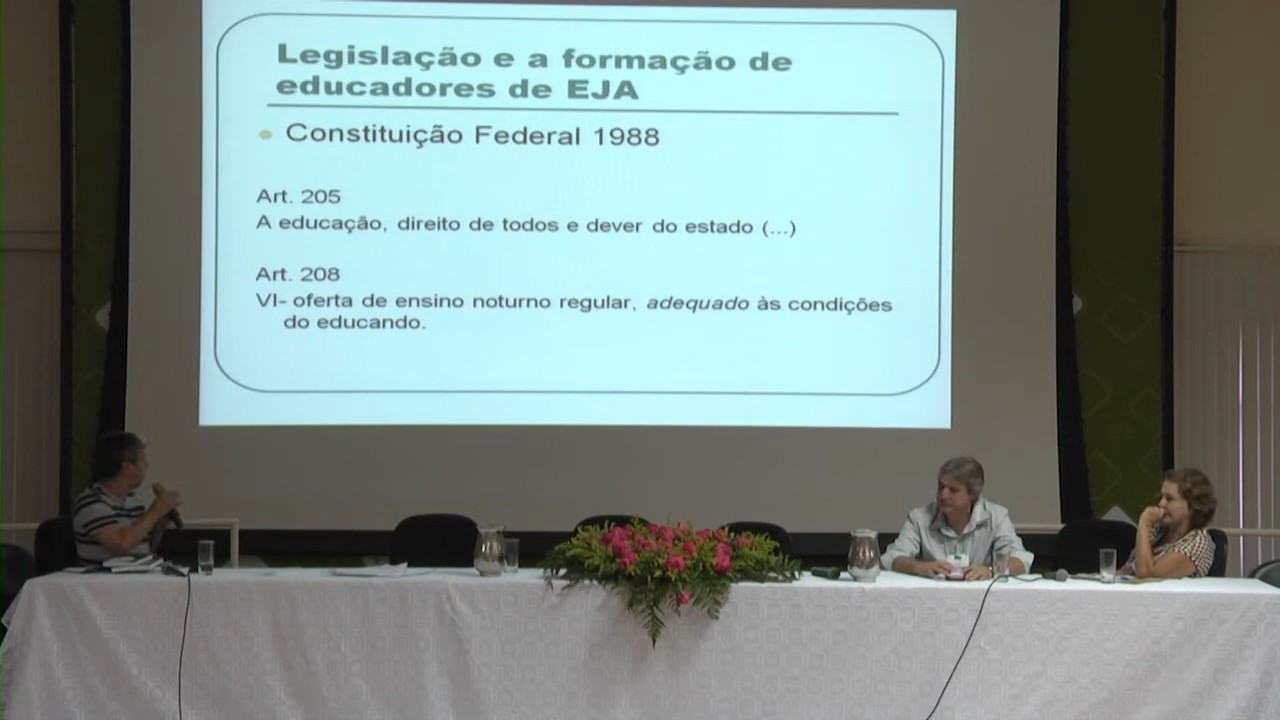 Legislação e a formação de
educadores de EJA
Constituição Federal 1988
Art. 205
A educação, direito de todos e dever do estado (...)
Art. 208
VI- oferta de ensino noturno regular, adequado às condições
do educando.